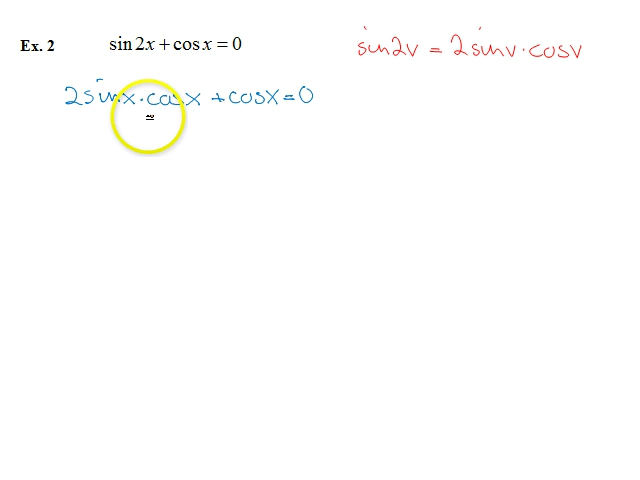 Ex. 2 sin 2x + cos x = 0
sin2v = 2sinv · cosv
2sinx · cosx + cosx = 0